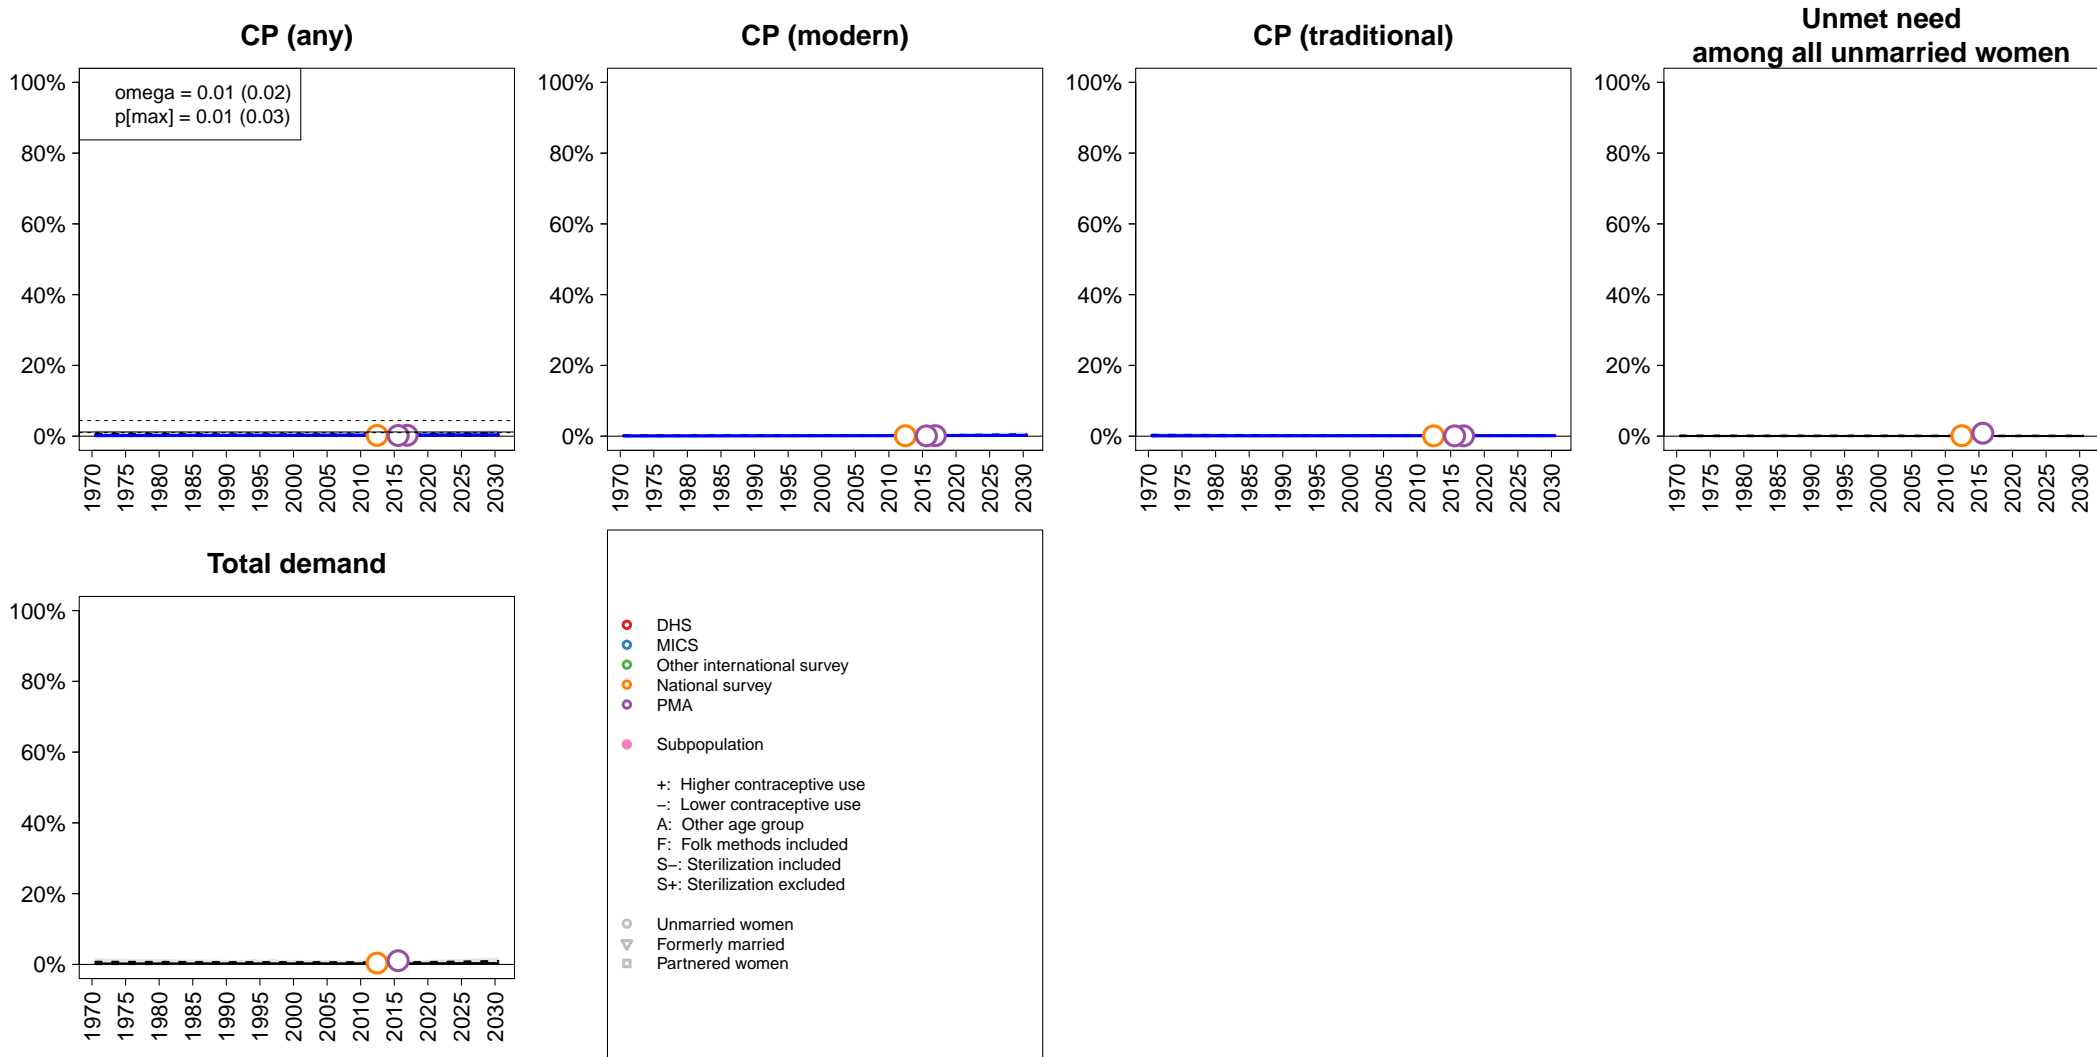 CP (any)
100%
80%
60%
40%
20%
0%
omega = 0.01 (0.02)
p[max] = 0.01 (0.03)
1970 1975 1980 1985 1990 1995 2000 2005 2010 2015 2020 2025 2030
CP (modern)
100%
80%
60%
40%
20%
0%
1970 1975 1980 1985 1990 1995 2000 2005 2010 2015 2020 2025 2030
CP (traditional)
100%
80%
60%
40%
20%
0%
1970 1975 1980 1985 1990 1995 2000 2005 2010 2015 2020 2025 2030
Unmet need
among all unmarried women
100%
80%
60%
40%
20%
0%
1970 1975 1980 1985 1990 1995 2000 2005 2010 2015 2020 2025 2030
Total demand
100%
80%
60%
40%
20%
0%
1970 1975 1980 1985 1990 1995 2000 2005 2010 2015 2020 2025 2030
DHS
MICS
Other international survey
National survey
PMA
Subpopulation
+: Higher contraceptive use
−: Lower contraceptive use
A: Other age group
F: Folk methods included
S−: Sterilization included
S+: Sterilization excluded
Unmarried women
Formerly married
Partnered women